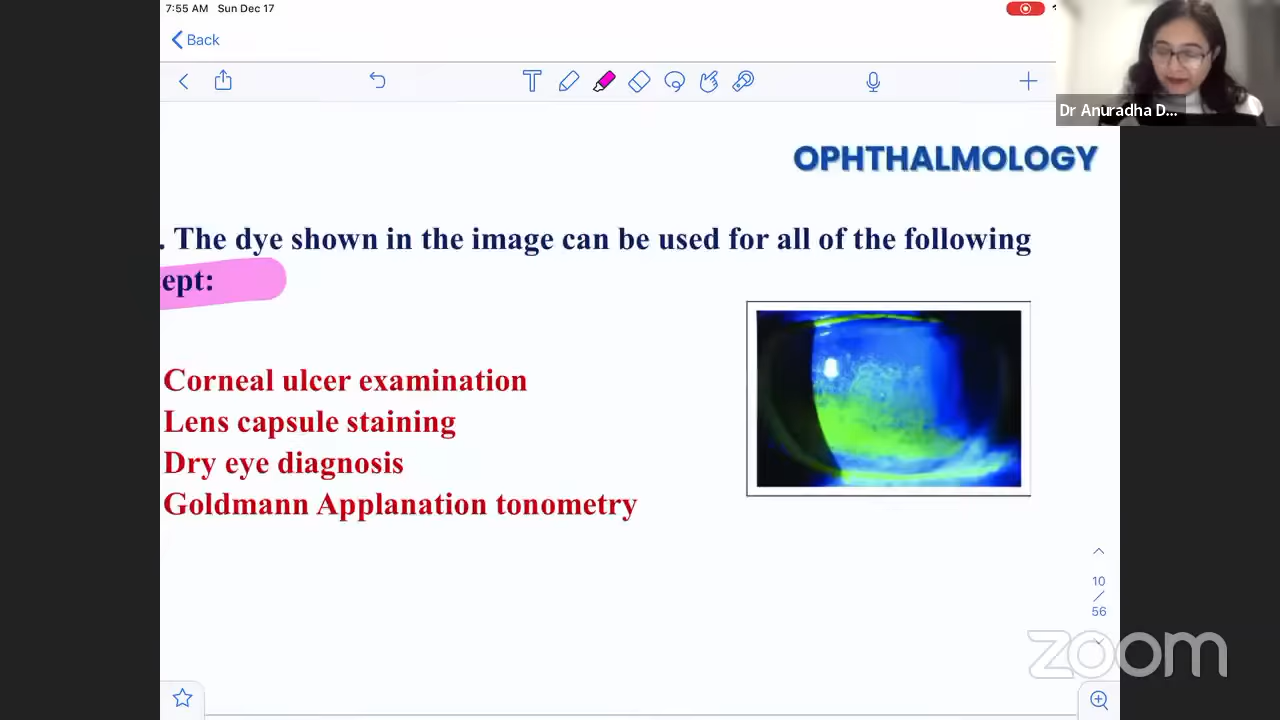 7:55 AM Sun Dec 17
Back
Dr Anuradha D...
OPHTHALMOLOGY
. The dye shown in the image can be used for all of the following
ept:
Corneal ulcer examination
Lens capsule staining
Dry eye diagnosis
Goldmann Applanation tonometry
10
/
56
zoom